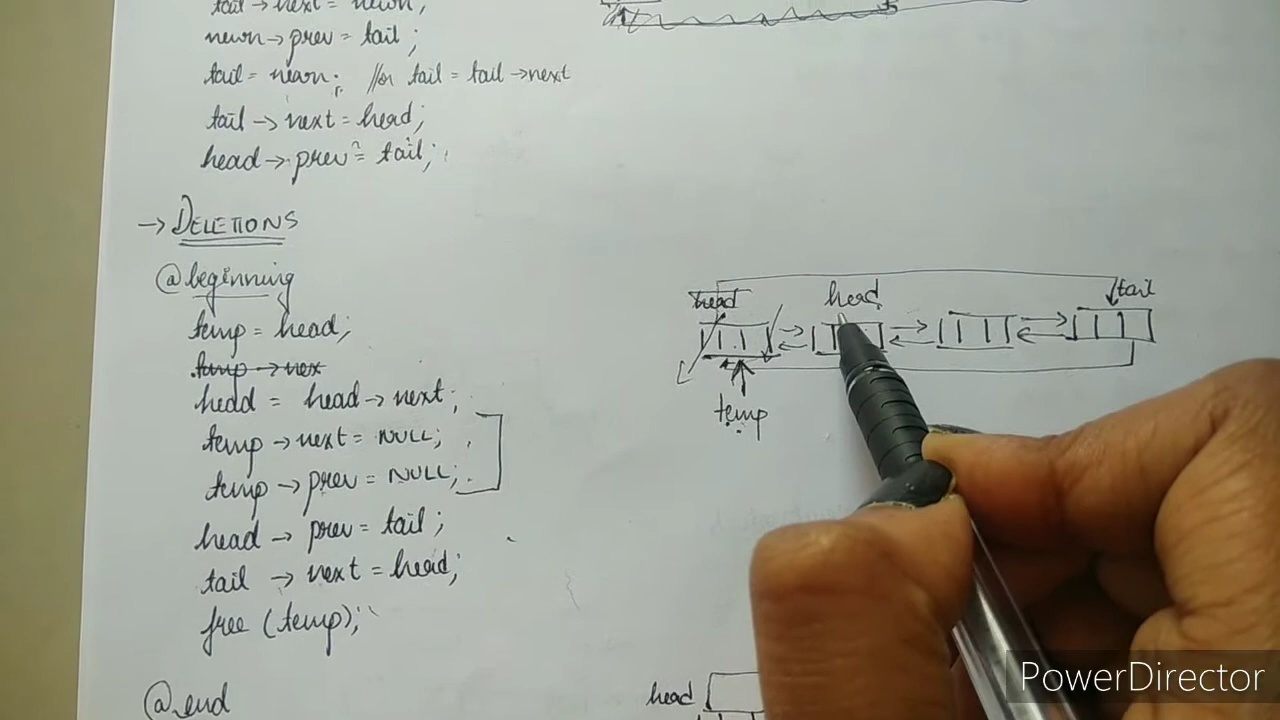 tail → next = newn;
newn → prev = tail;
tail = newn; //or tail = tail → next
tail → next = head;
head → prev = tail;
→ DELETIONS
@ beginning
temp = head;
temp → nex
head = head → next;
temp → next = NULL;
temp → prev = NULL;
head → prev = tail;
tail → next = head;
free (temp);
@ end
head head tail
temp
head
PowerDirector